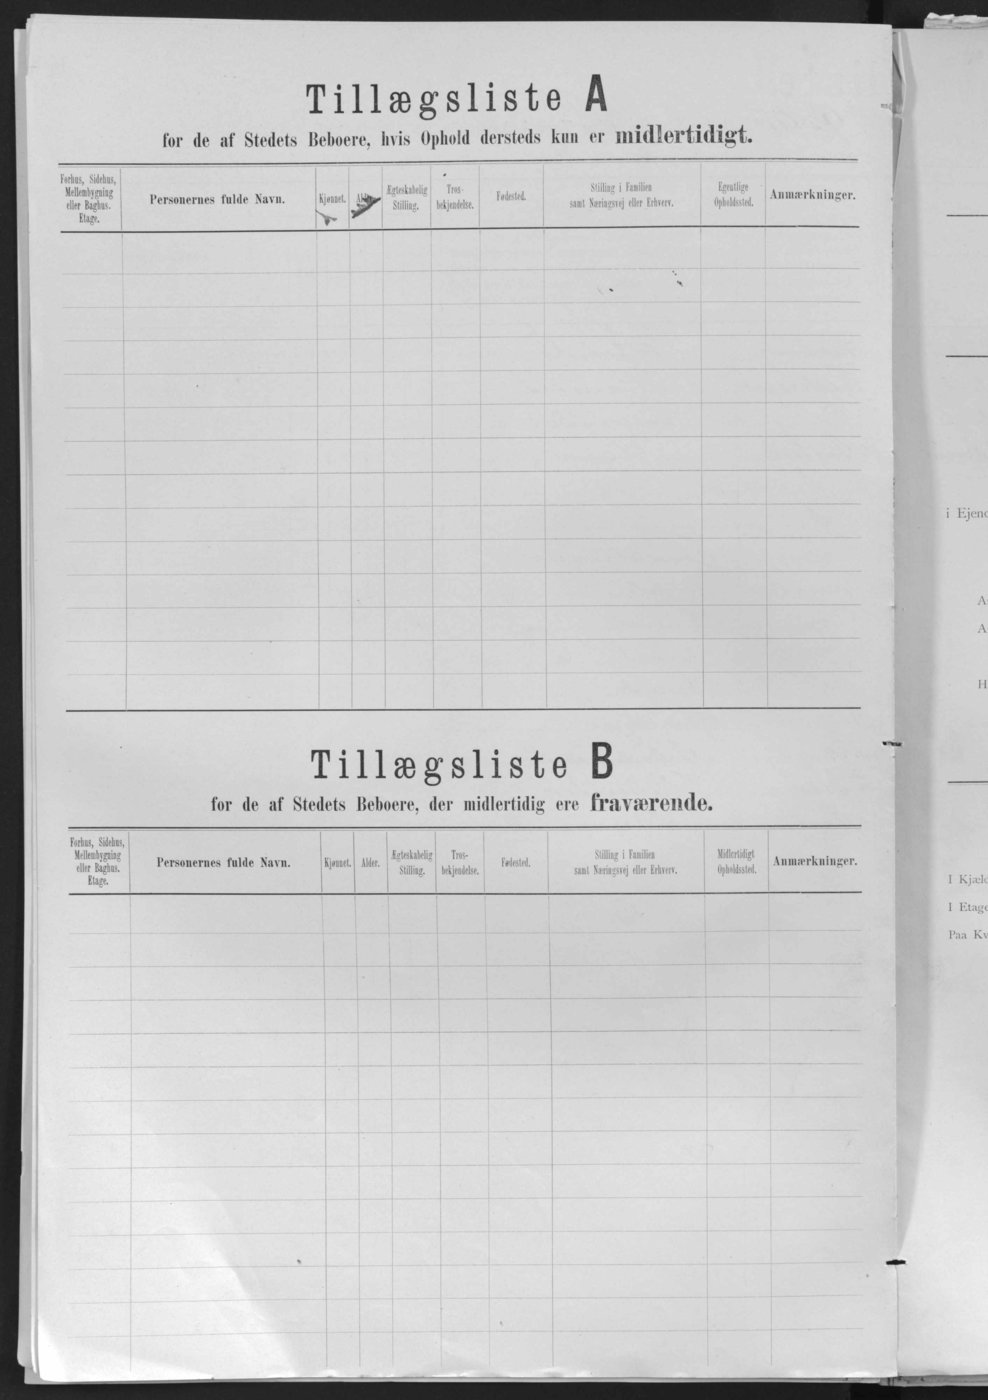 Tillægsliste A
for de af Stedets Beboere, hvis Ophold dersteds kun er midlertidigt.
Forhus, Sidehus,
Mellembygning
eller Baghus.
Etage.
Personernes fulde Navn.
Kjønnet.
Alder.
Ægteskabelig
Stilling.
Tros-
bekjendelse.
Fødested.
Stilling i Familien
samt Næringsvej eller Erhverv.
Egentlige
Opholdssted.
Anmærkninger.
Tillægsliste B
for de af Stedets Beboere, der midlertidig ere fraværende.
Forhus, Sidehus,
Mellembygning
eller Baghus.
Etage.
Personernes fulde Navn.
Kjønnet.
Alder.
Ægteskabelig
Stilling.
Tros-
bekjendelse.
Fødested.
Stilling i Familien
samt Næringsvej eller Erhverv.
Midlertidigt
Opholdssted.
Anmærkninger.
i Ejend
A
A
H
I Kjæld
I Etage
Paa Kv